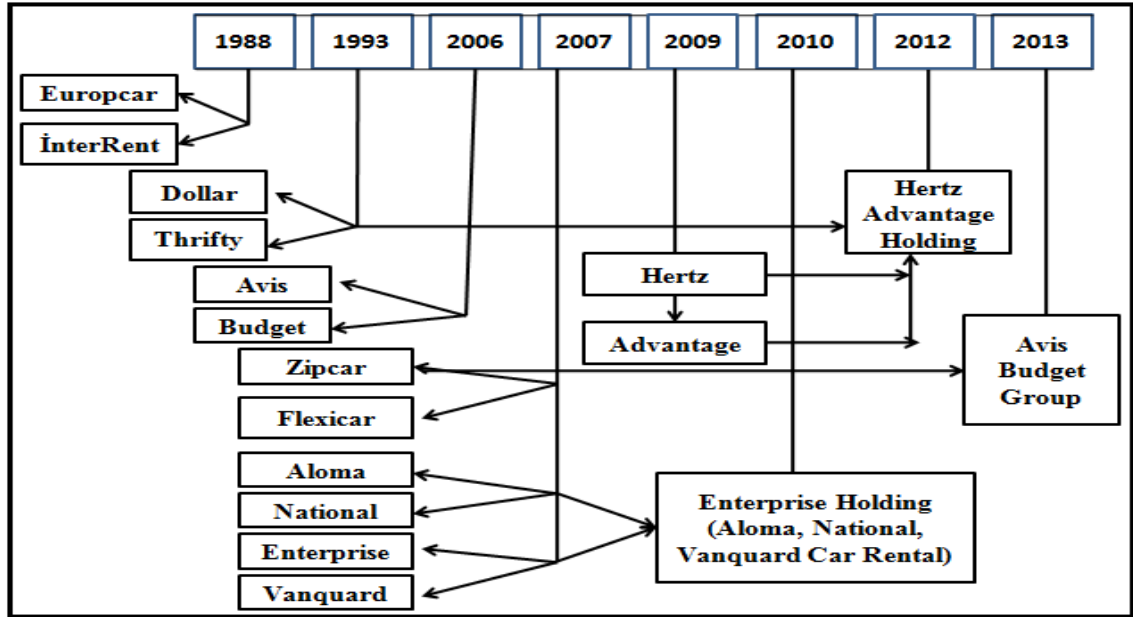 1988
1993
2006
2007
2009
2010
2012
2013
Europcar
İnterRent
Dollar
Thrifty
Avis
Budget
Zipcar
Flexicar
Aloma
National
Enterprise
Vanquard
Hertz
Advantage
Hertz
Advantage
Holding
Avis
Budget
Group
Enterprise Holding
(Aloma, National,
Vanquard Car Rental)